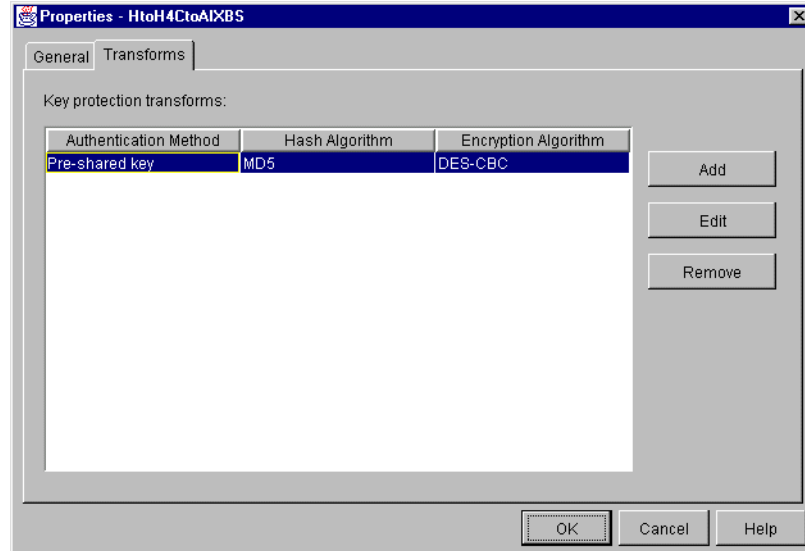 Properties - HtoH4CtoAIXBS
General Transforms
Key protection transforms:
Authentication Method Hash Algorithm Encryption Algorithm
Pre-shared key MD5 DES-CBC
Add
Edit
Remove
OK Cancel Help